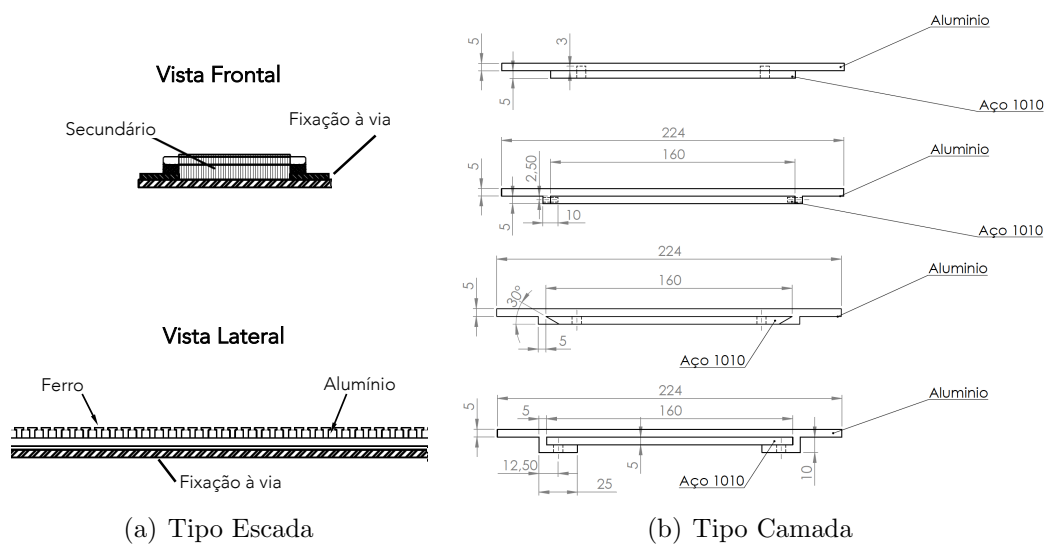 Vista Frontal
Secundário
Fixação à via
Vista Lateral
Ferro
Alumínio
Fixação à via
(a) Tipo Escada
5
3
5
Aluminio
Aço 1010
224
160
5
2,50
5
10
Aluminio
Aço 1010
224
160
5
30°
5
Aluminio
Aço 1010
224
5
160
5
5
12,50
25
10
Aluminio
Aço 1010
(b) Tipo Camada